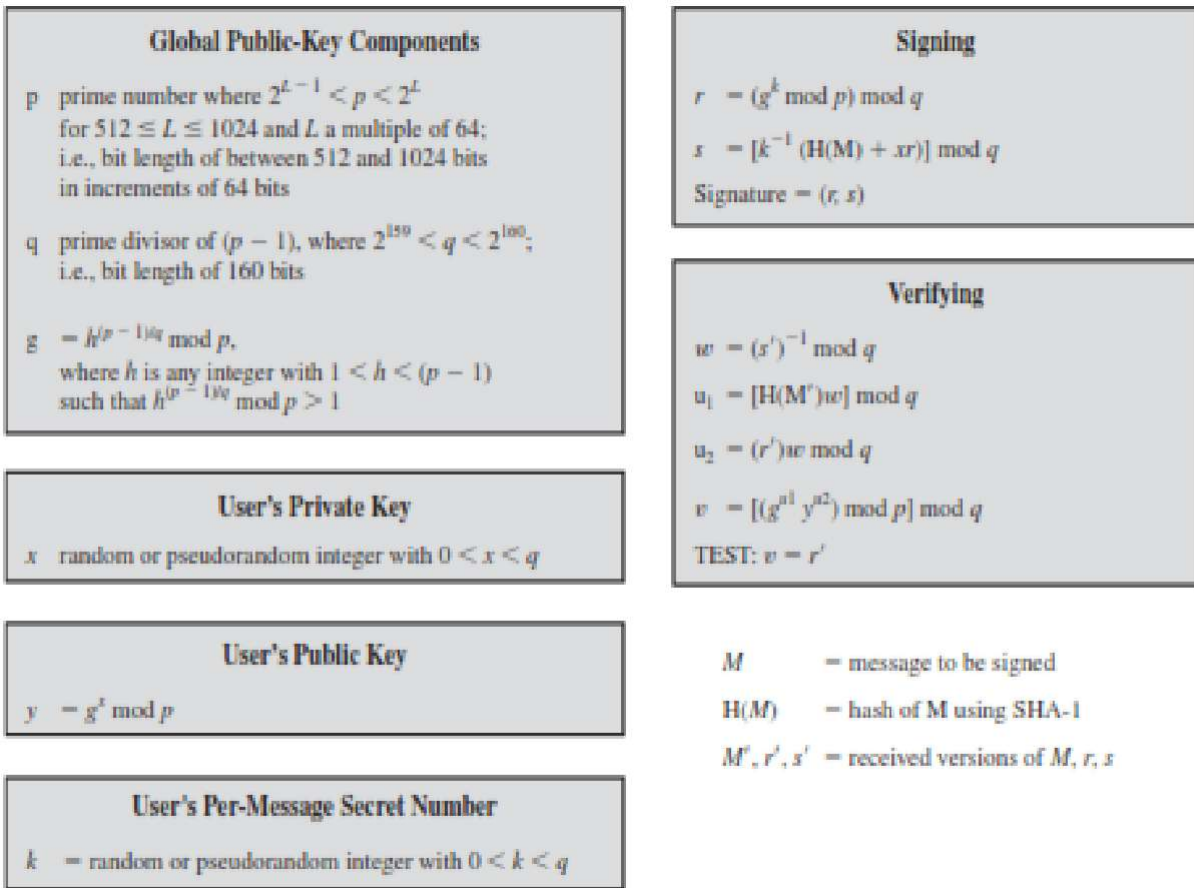 Global Public-Key Components
p prime number where 2^{L − 1} < p < 2^L
for 512 ≤ L ≤ 1024 and L a multiple of 64;
i.e., bit length of between 512 and 1024 bits
in increments of 64 bits
q prime divisor of (p − 1), where 2^{159} < q < 2^{160};
i.e., bit length of 160 bits
g = h^{(p − 1)/q} mod p,
where h is any integer with 1 < h < (p − 1)
such that h^{(p − 1)/q} mod p > 1
User's Private Key
x random or pseudorandom integer with 0 < x < q
User's Public Key
y = g^x mod p
User's Per-Message Secret Number
k = random or pseudorandom integer with 0 < k < q
Signing
r = (g^k mod p) mod q
s = [k^{−1} (H(M) + xr)] mod q
Signature = (r, s)
Verifying
w = (s′)^{−1} mod q
u₁ = [H(M′)w] mod q
u₂ = (r′)w mod q
v = [(g^{u1} y^{u2}) mod p] mod q
TEST: v = r′
M = message to be signed
H(M) = hash of M using SHA-1
M′, r′, s′ = received versions of M, r, s